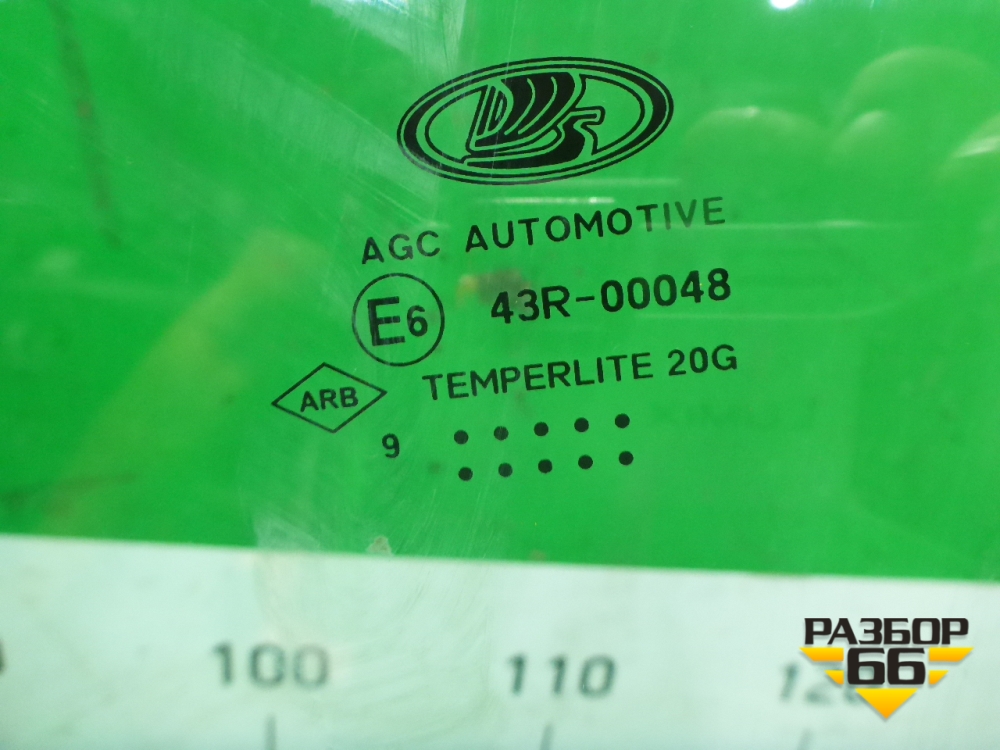 AGC AUTOMOTIVE
E6 43R-00048
ARB TEMPERLITE 20G
9
100 110
РАЗБОР
66